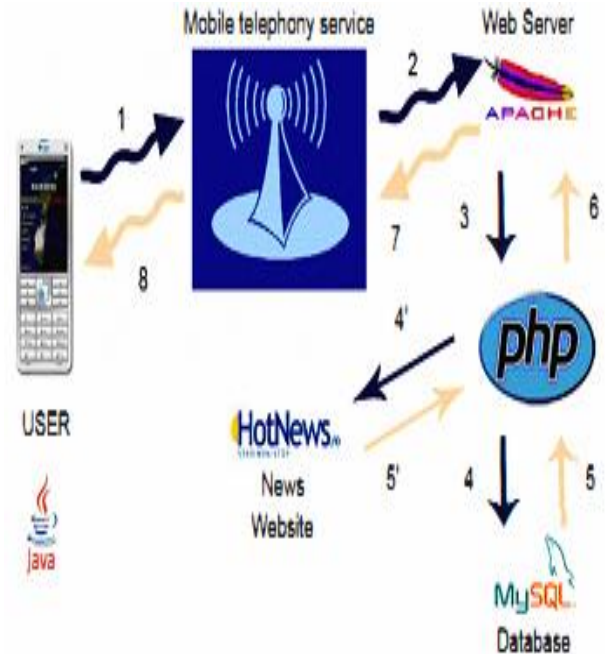 Mobile telephony service
Web Server
APACHE
1
2
3
6
7
8
php
4'
USER
HotNews.ro
5'
4
5
News
Website
Java
MySQL
Database